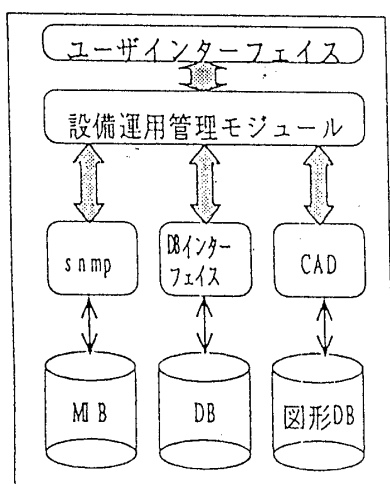 ユーザインターフェイス
設備運用管理モジュール
snmp
DBインター
フェイス
CAD
MIB
DB
図形DB